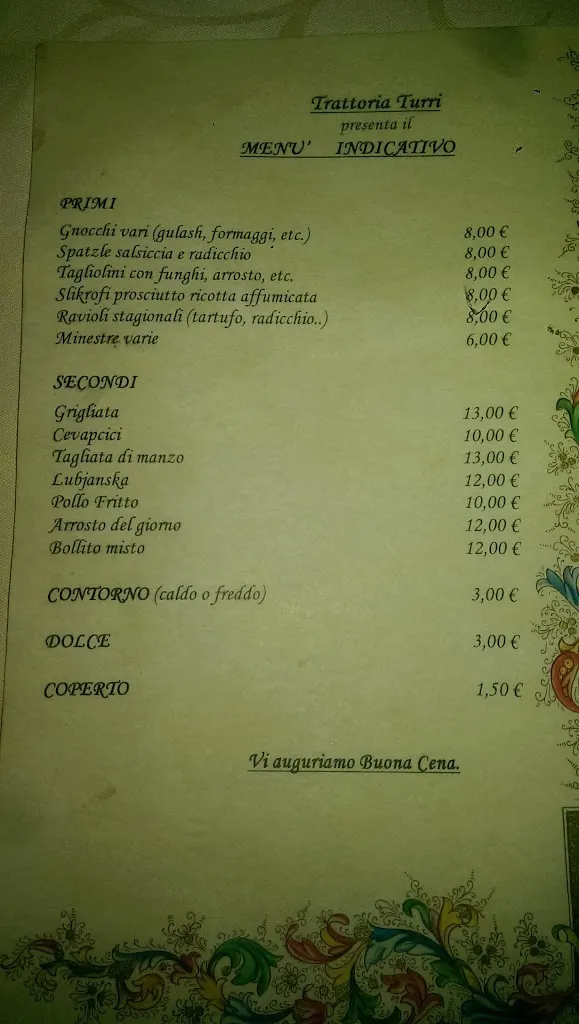 Trattoria Turri
presenta il
MENU' INDICATIVO
PRIMI
Gnocchi vari (gulash, formaggi, etc.) 8,00 €
Spatzle salsiccia e radicchio 8,00 €
Tagliolini con funghi, arrosto, etc. 8,00 €
Slikrofi prosciutto ricotta affumicata 8,00 €
Ravioli stagionali (tartufo, radicchio..) 8,00 €
Minestre varie 6,00 €
SECONDI
Grigliata 13,00 €
Cevapcici 10,00 €
Tagliata di manzo 13,00 €
Lubjanska 12,00 €
Pollo Fritto 10,00 €
Arrosto del giorno 12,00 €
Bollito misto 12,00 €
CONTORNO (caldo o freddo) 3,00 €
DOLCE 3,00 €
COPERTO 1,50 €
Vi auguriamo Buona Cena.